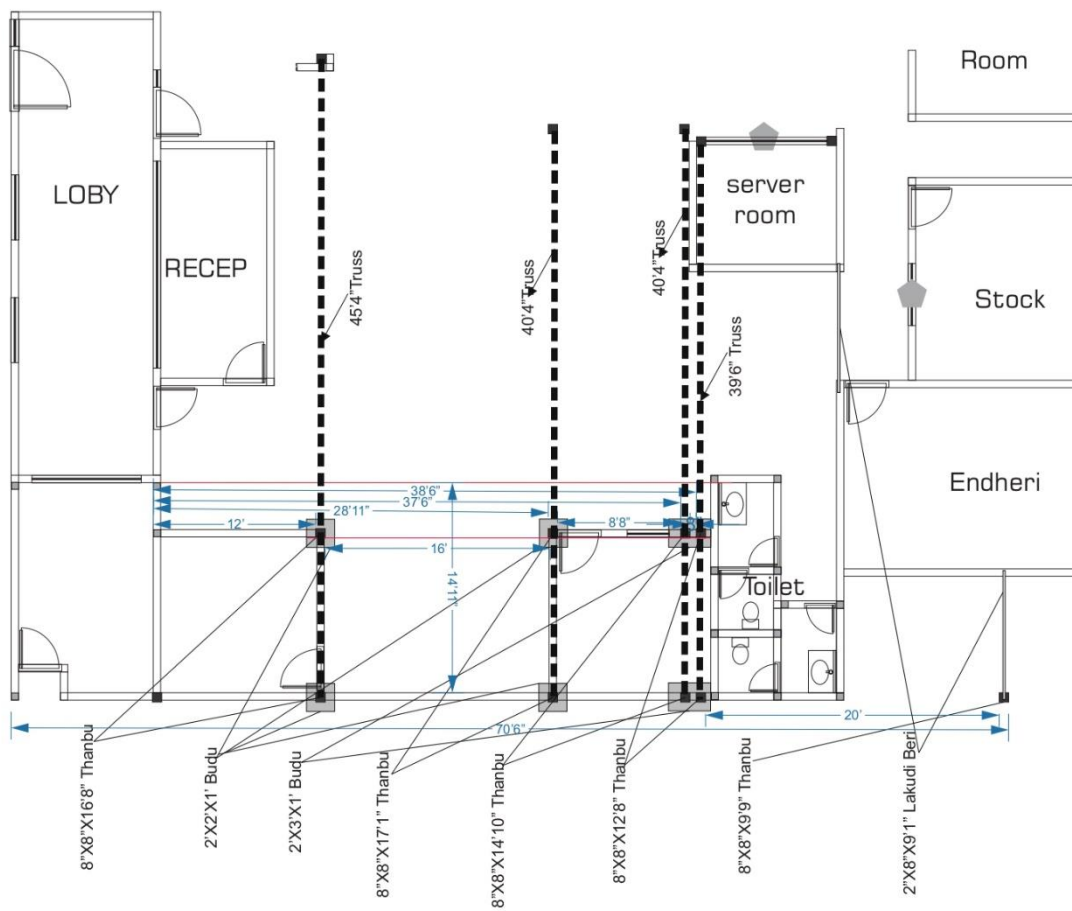 Room
LOBY
server
room
RECEP
Stock
45'4"Truss
40'4"Truss
40'4"Truss
39'6" Truss
Endheri
38'6"
37'6"
28'11"
12'
8'8"
16'
14'11"
Toilet
20'
70'6"
8"X8"X16'8" Thanbu
2'X2'X1' Budu
2'X3'X1' Budu
8"X8"X17'1" Thanbu
8"X8"X14'10" Thanbu
8"X8"X12'8" Thanbu
8"X8"X9'9" Thanbu
2"X8"X9'1" Lakudi Beri